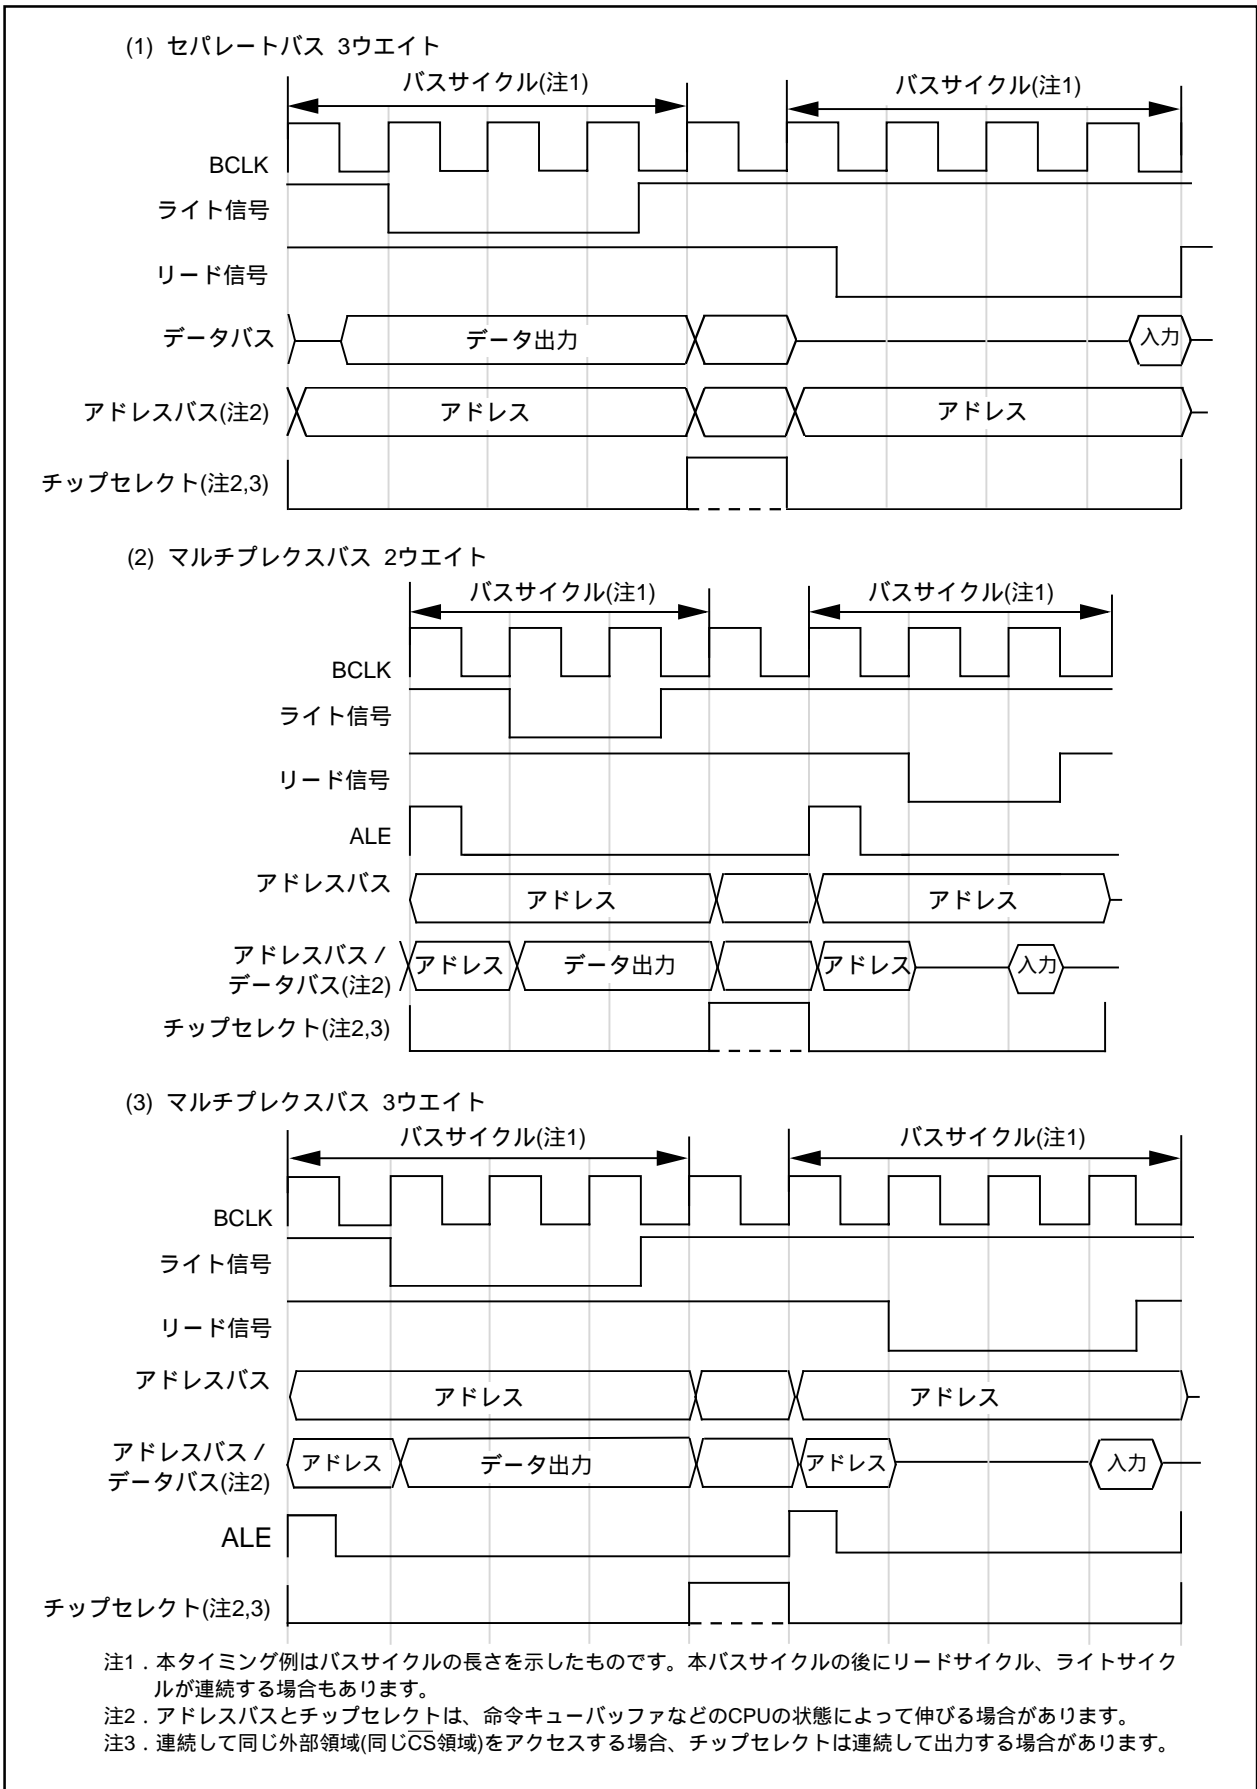 (1) セパレートバス 3ウエイト
バスサイクル(注1)
バスサイクル(注1)
BCLK
ライト信号
リード信号
データバス
データ出力
入力
アドレスバス(注2)
アドレス
アドレス
チップセレクト(注2,3)
(2) マルチプレクスバス 2ウエイト
バスサイクル(注1)
バスサイクル(注1)
BCLK
ライト信号
リード信号
ALE
アドレスバス
アドレス
アドレス
アドレスバス /
データバス(注2)
アドレス
データ出力
アドレス
入力
チップセレクト(注2,3)
(3) マルチプレクスバス 3ウエイト
バスサイクル(注1)
バスサイクル(注1)
BCLK
ライト信号
リード信号
アドレスバス
アドレス
アドレス
アドレスバス /
データバス(注2)
アドレス
データ出力
アドレス
入力
ALE
チップセレクト(注2,3)
注1．本タイミング例はバスサイクルの長さを示したものです。本バスサイクルの後にリードサイクル、ライトサイク
ルが連続する場合もあります。
注2．アドレスバスとチップセレクトは、命令キューバッファなどのCPUの状態によって伸びる場合があります。
注3．連続して同じ外部領域(同じCS領域)をアクセスする場合、チップセレクトは連続して出力する場合があります。